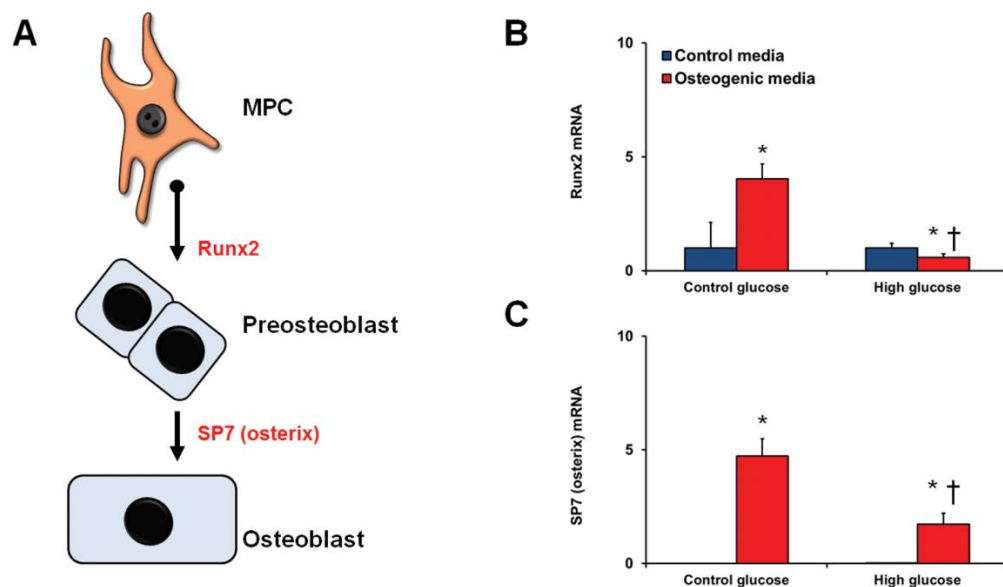 A
MPC
Runx2
Preosteoblast
SP7 (osterix)
Osteoblast
B
Control media
Osteogenic media
10
5
0
Runx2 mRNA
*
* †
Control glucose
High glucose
C
10
5
0
SP7 (osterix) mRNA
*
* †
Control glucose
High glucose